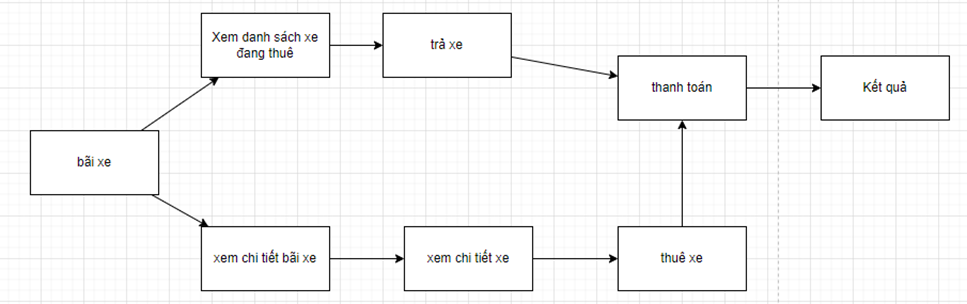 Xem danh sách xe
đang thuê
trả xe
thanh toán
Kết quả
bãi xe
xem chi tiết bãi xe
xem chi tiết xe
thuê xe